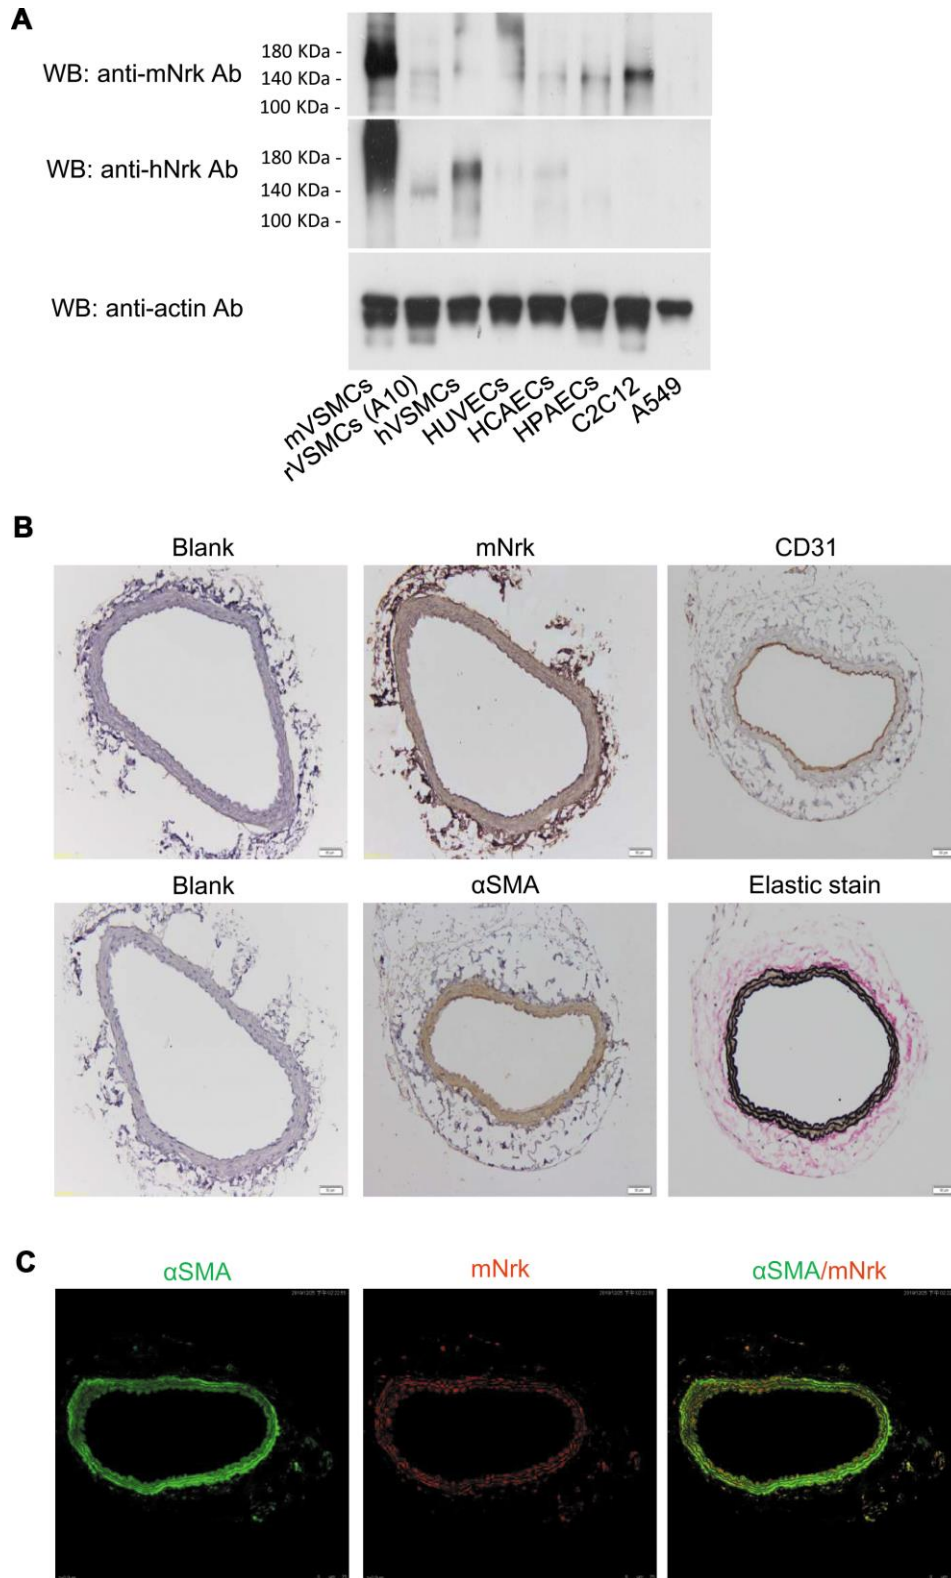 A
WB: anti-mNrk Ab
180 KDa -
140 KDa -
100 KDa -
WB: anti-hNrk Ab
180 KDa -
140 KDa -
100 KDa -
WB: anti-actin Ab
mVSMCs
rVSMCs (A10)
hVSMCs
HUVECs
HCAECs
HPAECs
C2C12
A549
B
Blank
mNrk
CD31
Blank
αSMA
Elastic stain
C
αSMA
mNrk
αSMA/mNrk